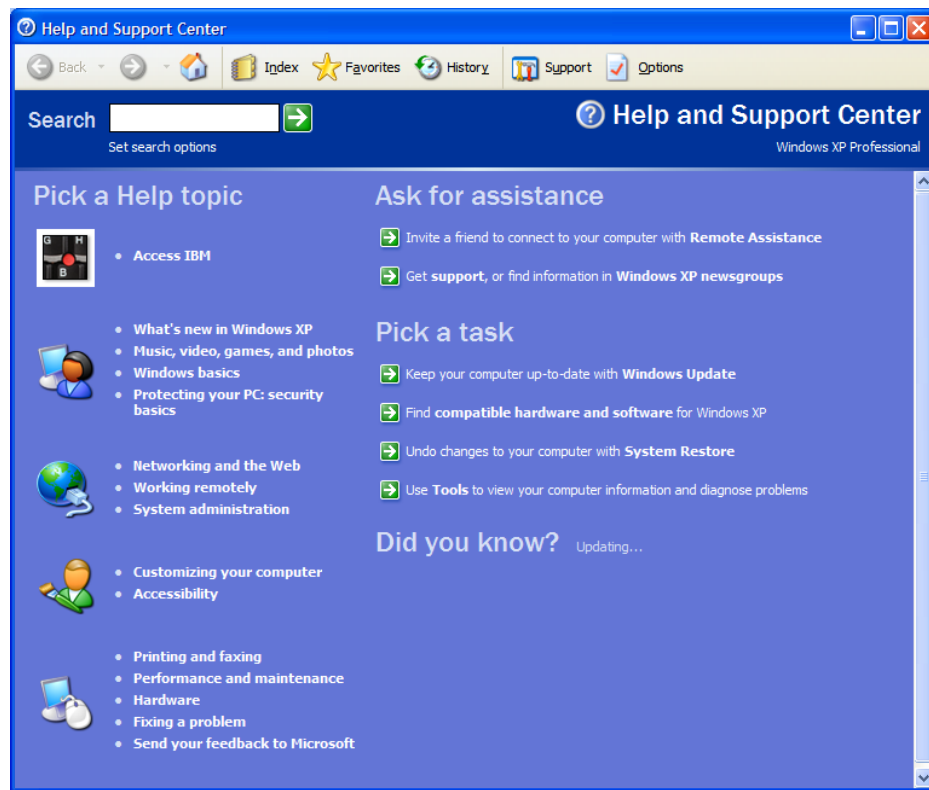 Help and Support Center
Back Index Favorites History Support Options
Search
Set search options
Help and Support Center
Windows XP Professional
Pick a Help topic
G H
B
Access IBM
What's new in Windows XP
Music, video, games, and photos
Windows basics
Protecting your PC: security
basics
Networking and the Web
Working remotely
System administration
Customizing your computer
Accessibility
Printing and faxing
Performance and maintenance
Hardware
Fixing a problem
Send your feedback to Microsoft
Ask for assistance
Invite a friend to connect to your computer with Remote Assistance
Get support, or find information in Windows XP newsgroups
Pick a task
Keep your computer up-to-date with Windows Update
Find compatible hardware and software for Windows XP
Undo changes to your computer with System Restore
Use Tools to view your computer information and diagnose problems
Did you know? Updating...